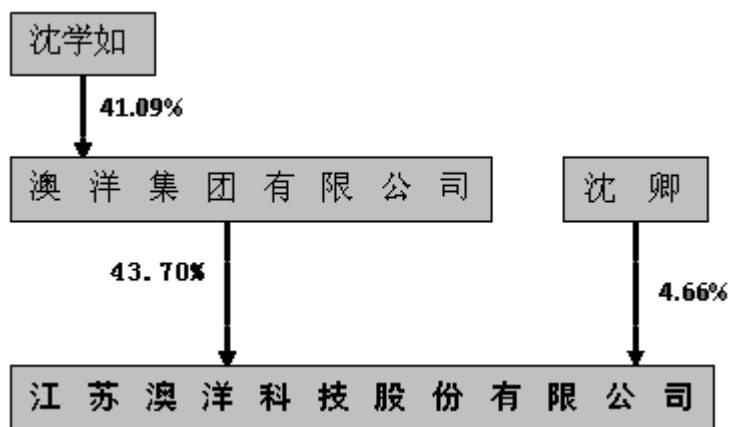 沈学如
41.09%
澳洋集团有限公司
沈卿
43.70%
4.66%
江苏澳洋科技股份有限公司